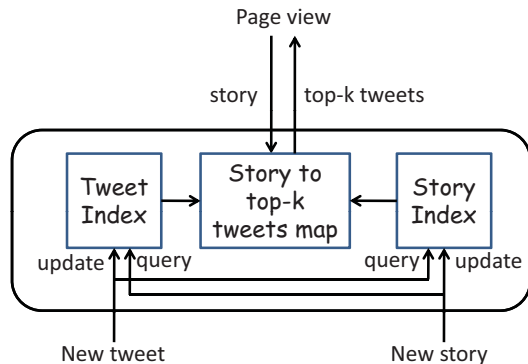 Page view
story
top-k tweets
Tweet
Index
Story to
top-k
tweets map
Story
Index
update
query
query
update
New tweet
New story